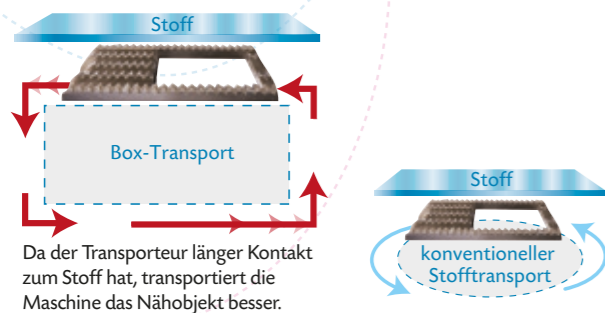 Stoff
Box-Transport
Da der Transporteur länger Kontakt
zum Stoff hat, transportiert die
Maschine das Nähobjekt besser.
Stoff
konventioneller
Stofftransport